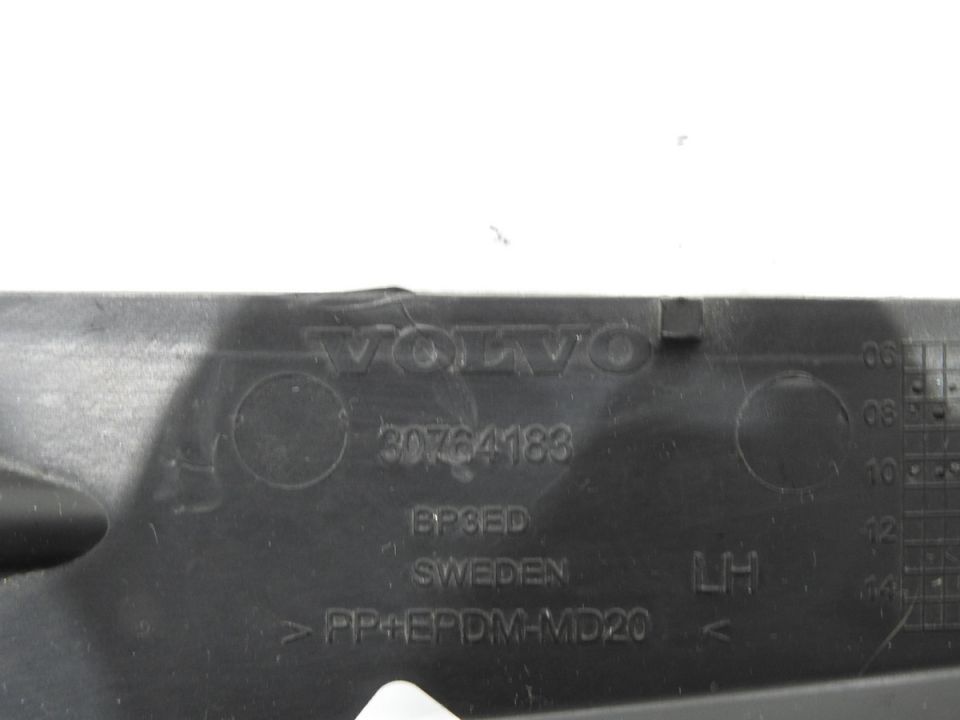 VOLVO
30764183
BP3ED
SWEDEN
LH
> PP+EPDM-MD20 <
06
08
10
12
14